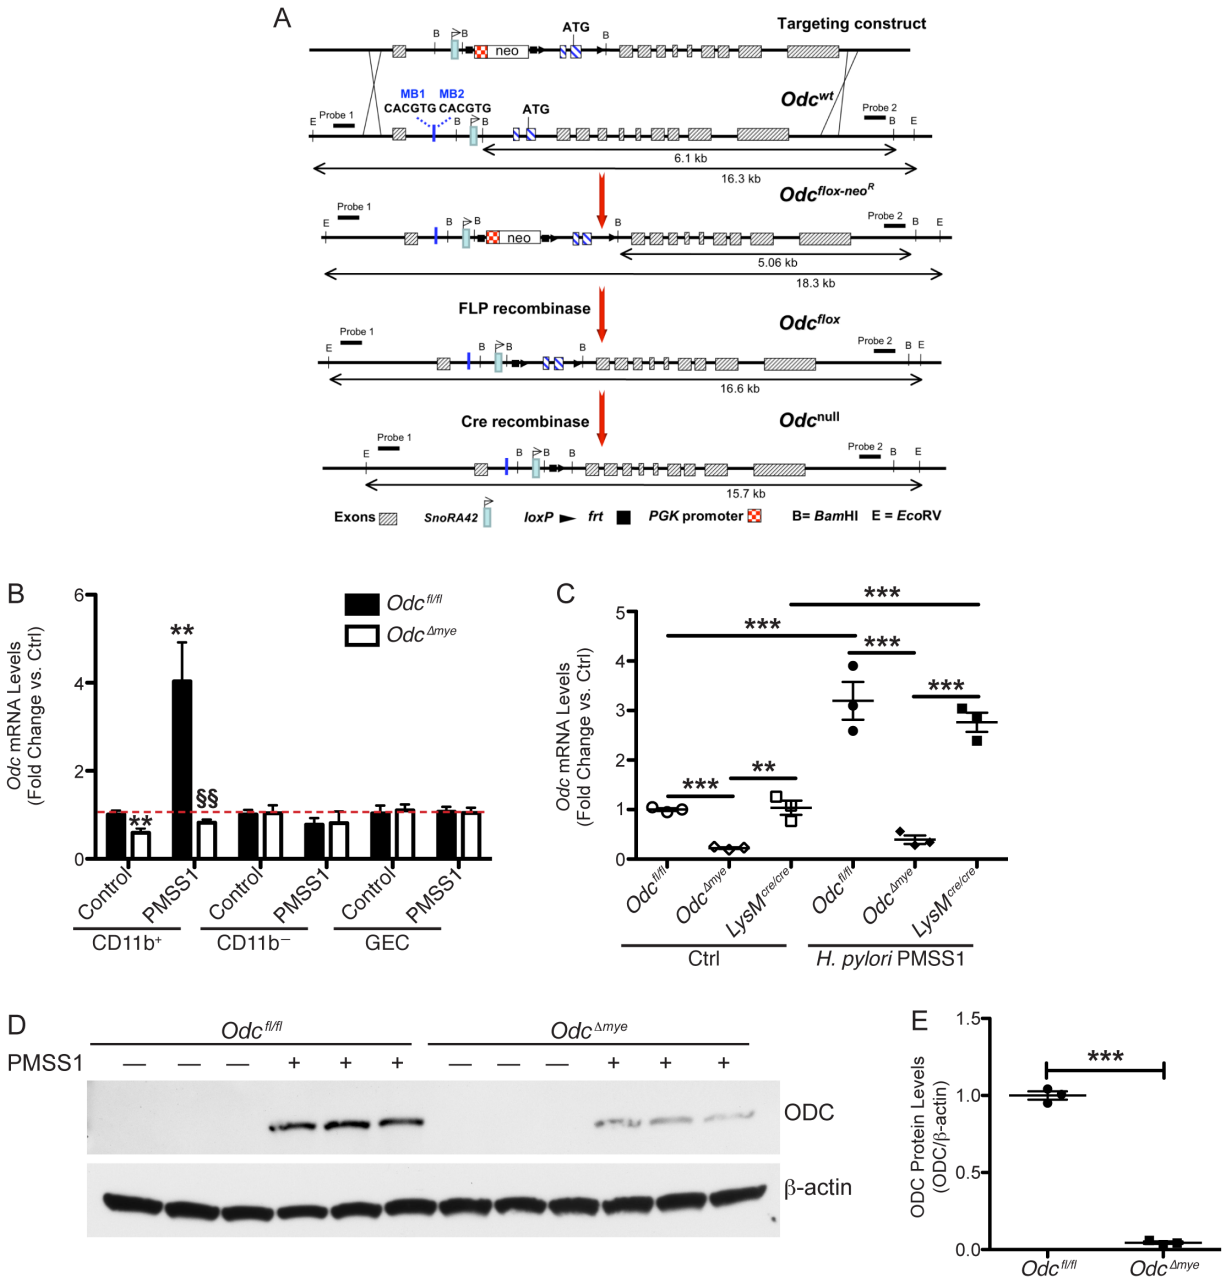 A
Targeting construct
ATG
B B B
neo
MB1 MB2
CACGTG CACGTG
Odc^wt
Probe 1 ATG Probe 2
E B B B E
6.1 kb
16.3 kb
Odc^flox-neo^R
Probe 1 Probe 2
E B B B B E
neo
5.06 kb
18.3 kb
FLP recombinase
Odc^flox
Probe 1 Probe 2
E B B B B E
16.6 kb
Cre recombinase
Odc^null
Probe 1 Probe 2
E B B B B E
15.7 kb
Exons SnoRA42 loxP frt PGK promoter B= BamHI E = EcoRV
B
Odc mRNA Levels
(Fold Change vs. Ctrl)
6
4
2
0
Odc^fl/fl
Odc^Δmye
**
**
§§
Control PMSS1 Control PMSS1 Control PMSS1
CD11b⁺ CD11b⁻ GEC
C
Odc mRNA Levels
(Fold Change vs. Ctrl)
5
4
3
2
1
0
***
***
***
***
**
***
Odc^fl/fl Odc^Δmye LysM^cre/cre Odc^fl/fl Odc^Δmye LysM^cre/cre
Ctrl H. pylori PMSS1
D
Odc^fl/fl Odc^Δmye
PMSS1 — — — + + + — — — + + +
ODC
β-actin
E
ODC Protein Levels
(ODC/β-actin)
1.5
1.0
0.5
0.0
***
Odc^fl/fl Odc^Δmye